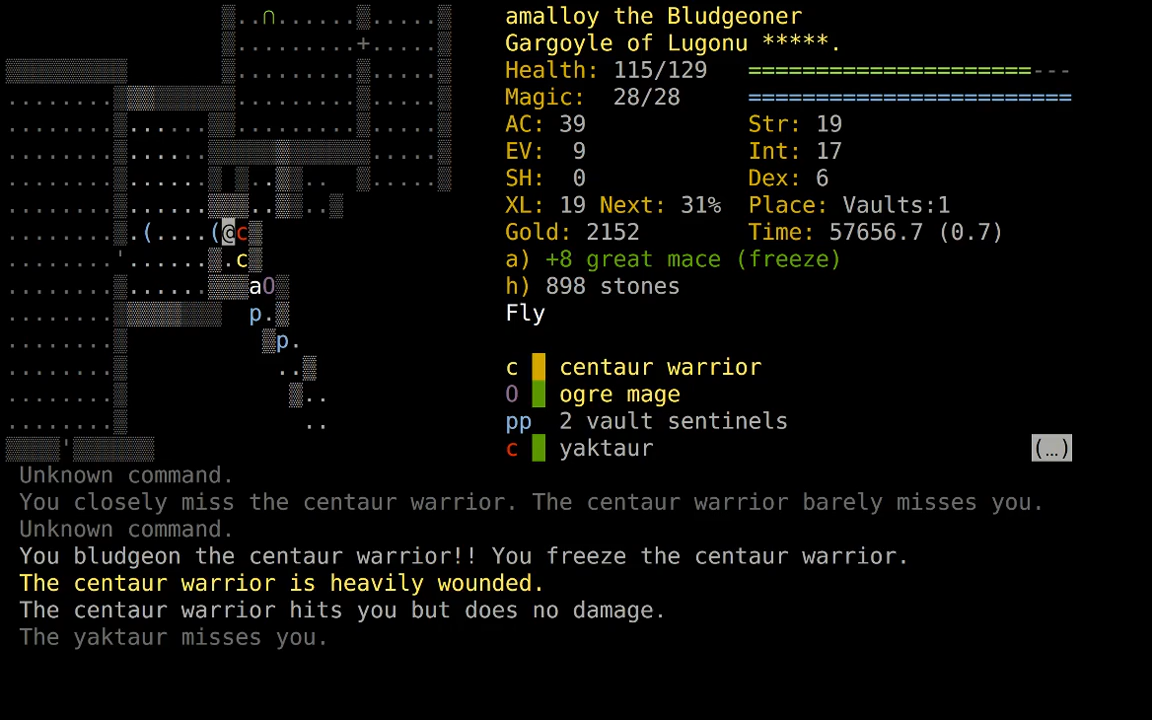 amalloy the Bludgeoner
Gargoyle of Lugonu *****.
Health: 115/129 =====================---
Magic: 28/28 ========================
AC: 39 Str: 19
EV: 9 Int: 17
SH: 0 Dex: 6
XL: 19 Next: 31% Place: Vaults:1
Gold: 2152 Time: 57656.7 (0.7)
a) +8 great mace (freeze)
h) 898 stones
Fly
c centaur warrior
O ogre mage
pp 2 vault sentinels
c yaktaur (…)
Unknown command.
You closely miss the centaur warrior. The centaur warrior barely misses you.
Unknown command.
You bludgeon the centaur warrior!! You freeze the centaur warrior.
The centaur warrior is heavily wounded.
The centaur warrior hits you but does no damage.
The yaktaur misses you.